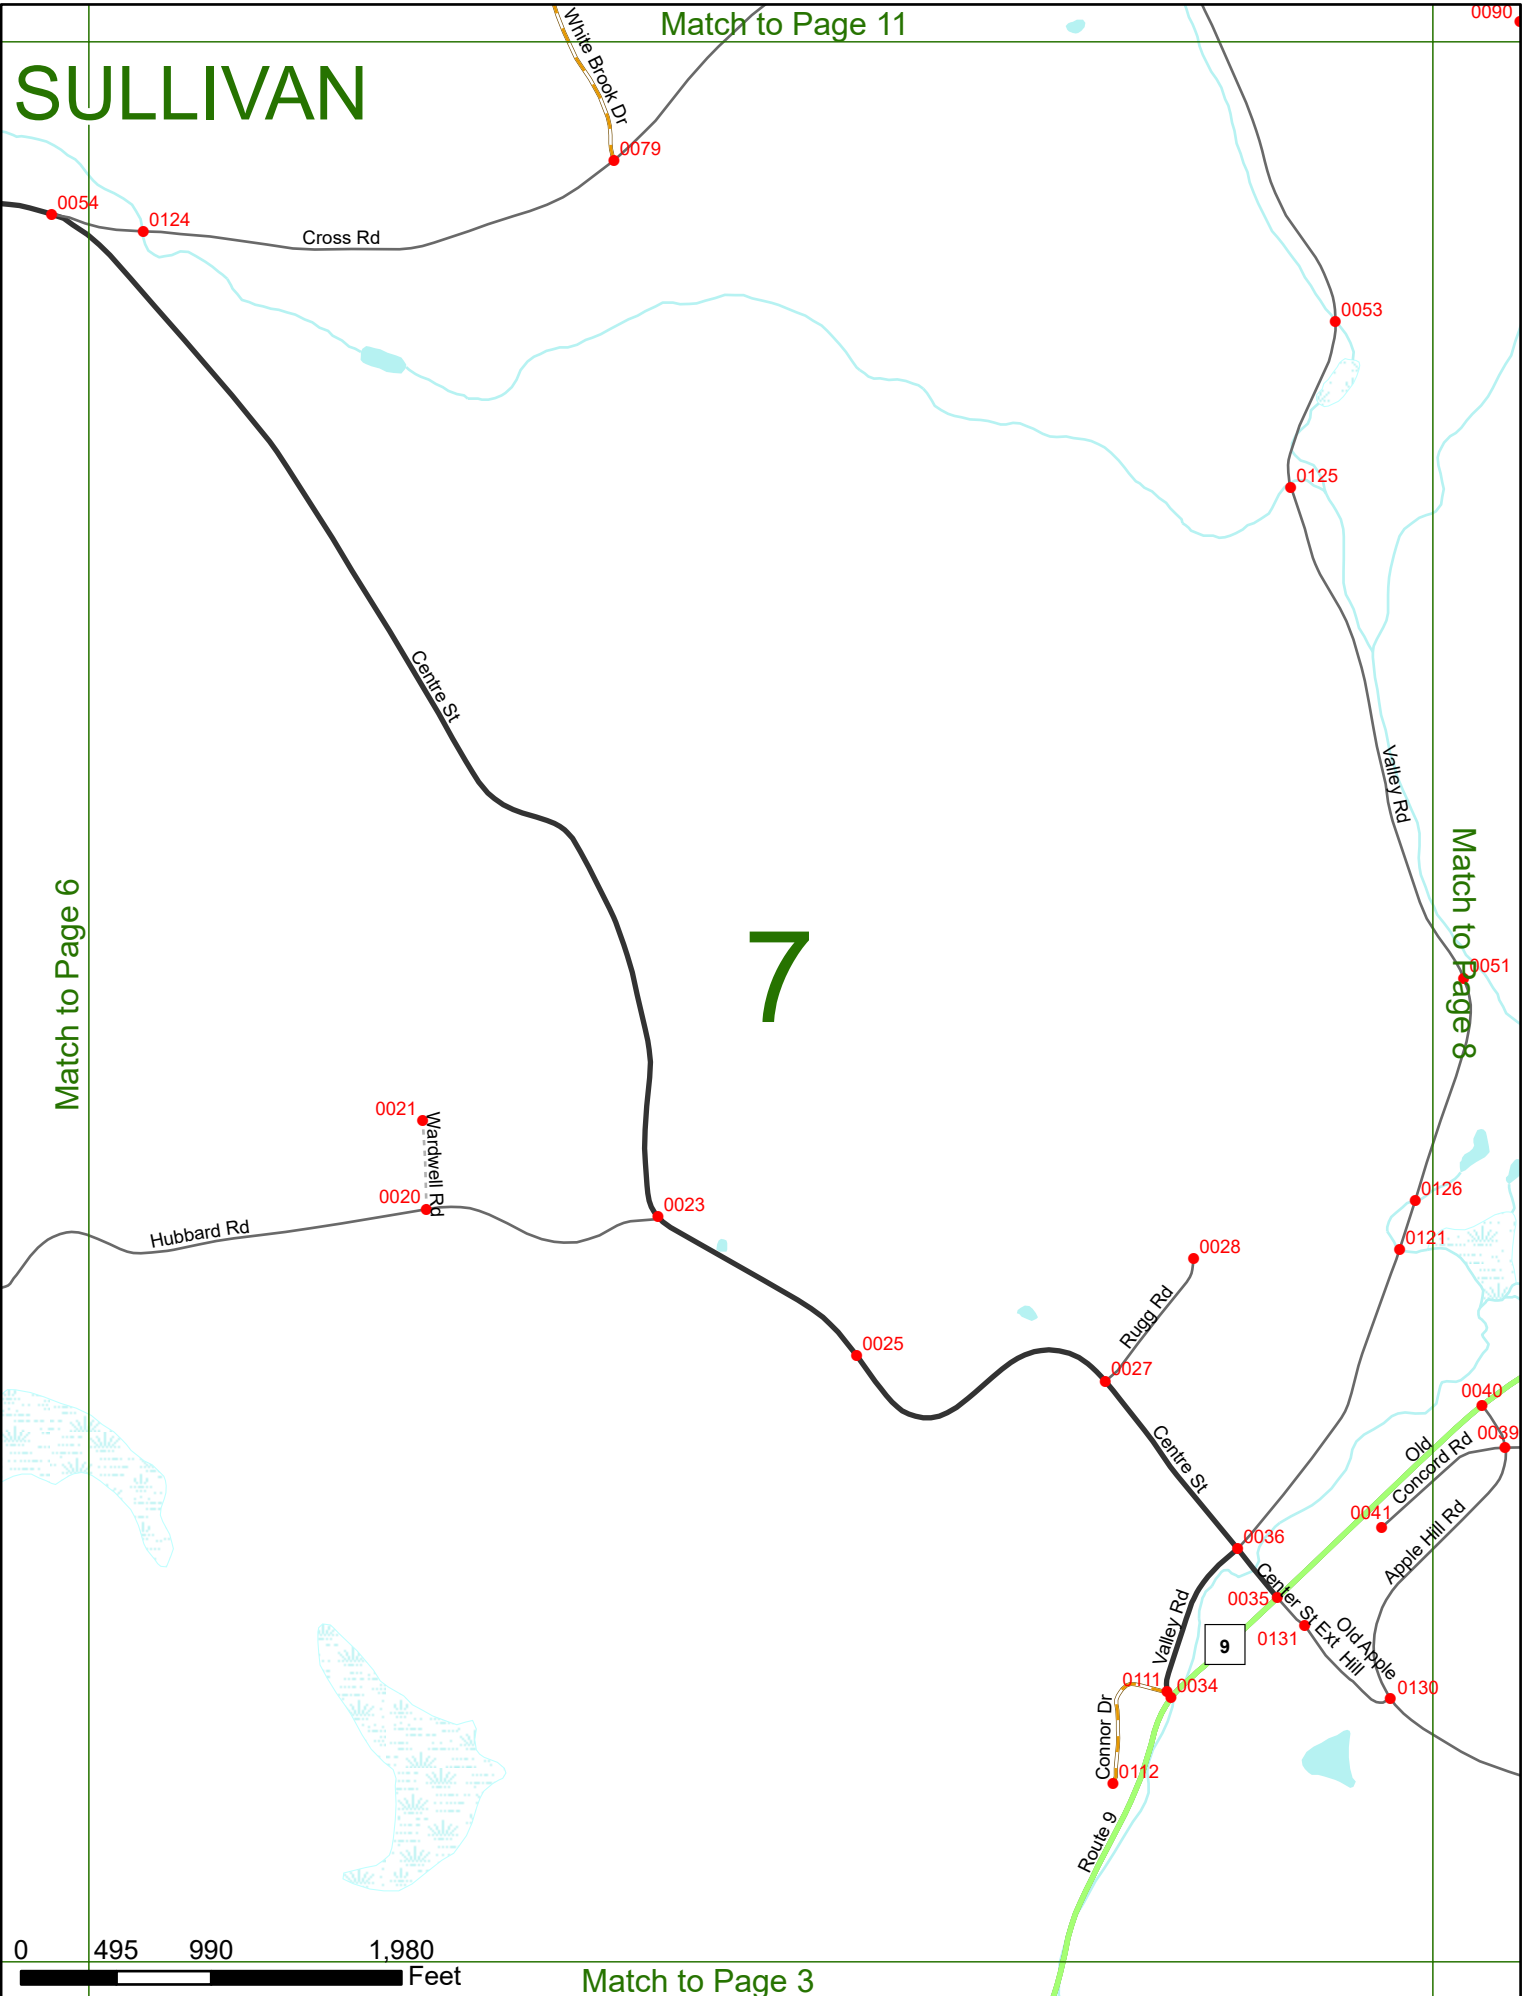 Match to Page 11
0090
SULLIVAN
White Brook Dr
0079
0054
0124
Cross Rd
0053
0125
Centre St
Valley Rd
Match to Page 6
7
Match to Page 8
0051
0021
Wardwell Rd
0020
0023
Hubbard Rd
0126
0121
0028
Rugg Rd
0025
0027
0040
Centre St
Old
Concord Rd
0039
0041
Apple Hill Rd
0036
Center St Ext
0035
0131
Old Apple
Hill
Valley Rd
9
0111
0034
0130
Connor Dr
0112
Route 9
0 495 990 1,980
Feet
Match to Page 3